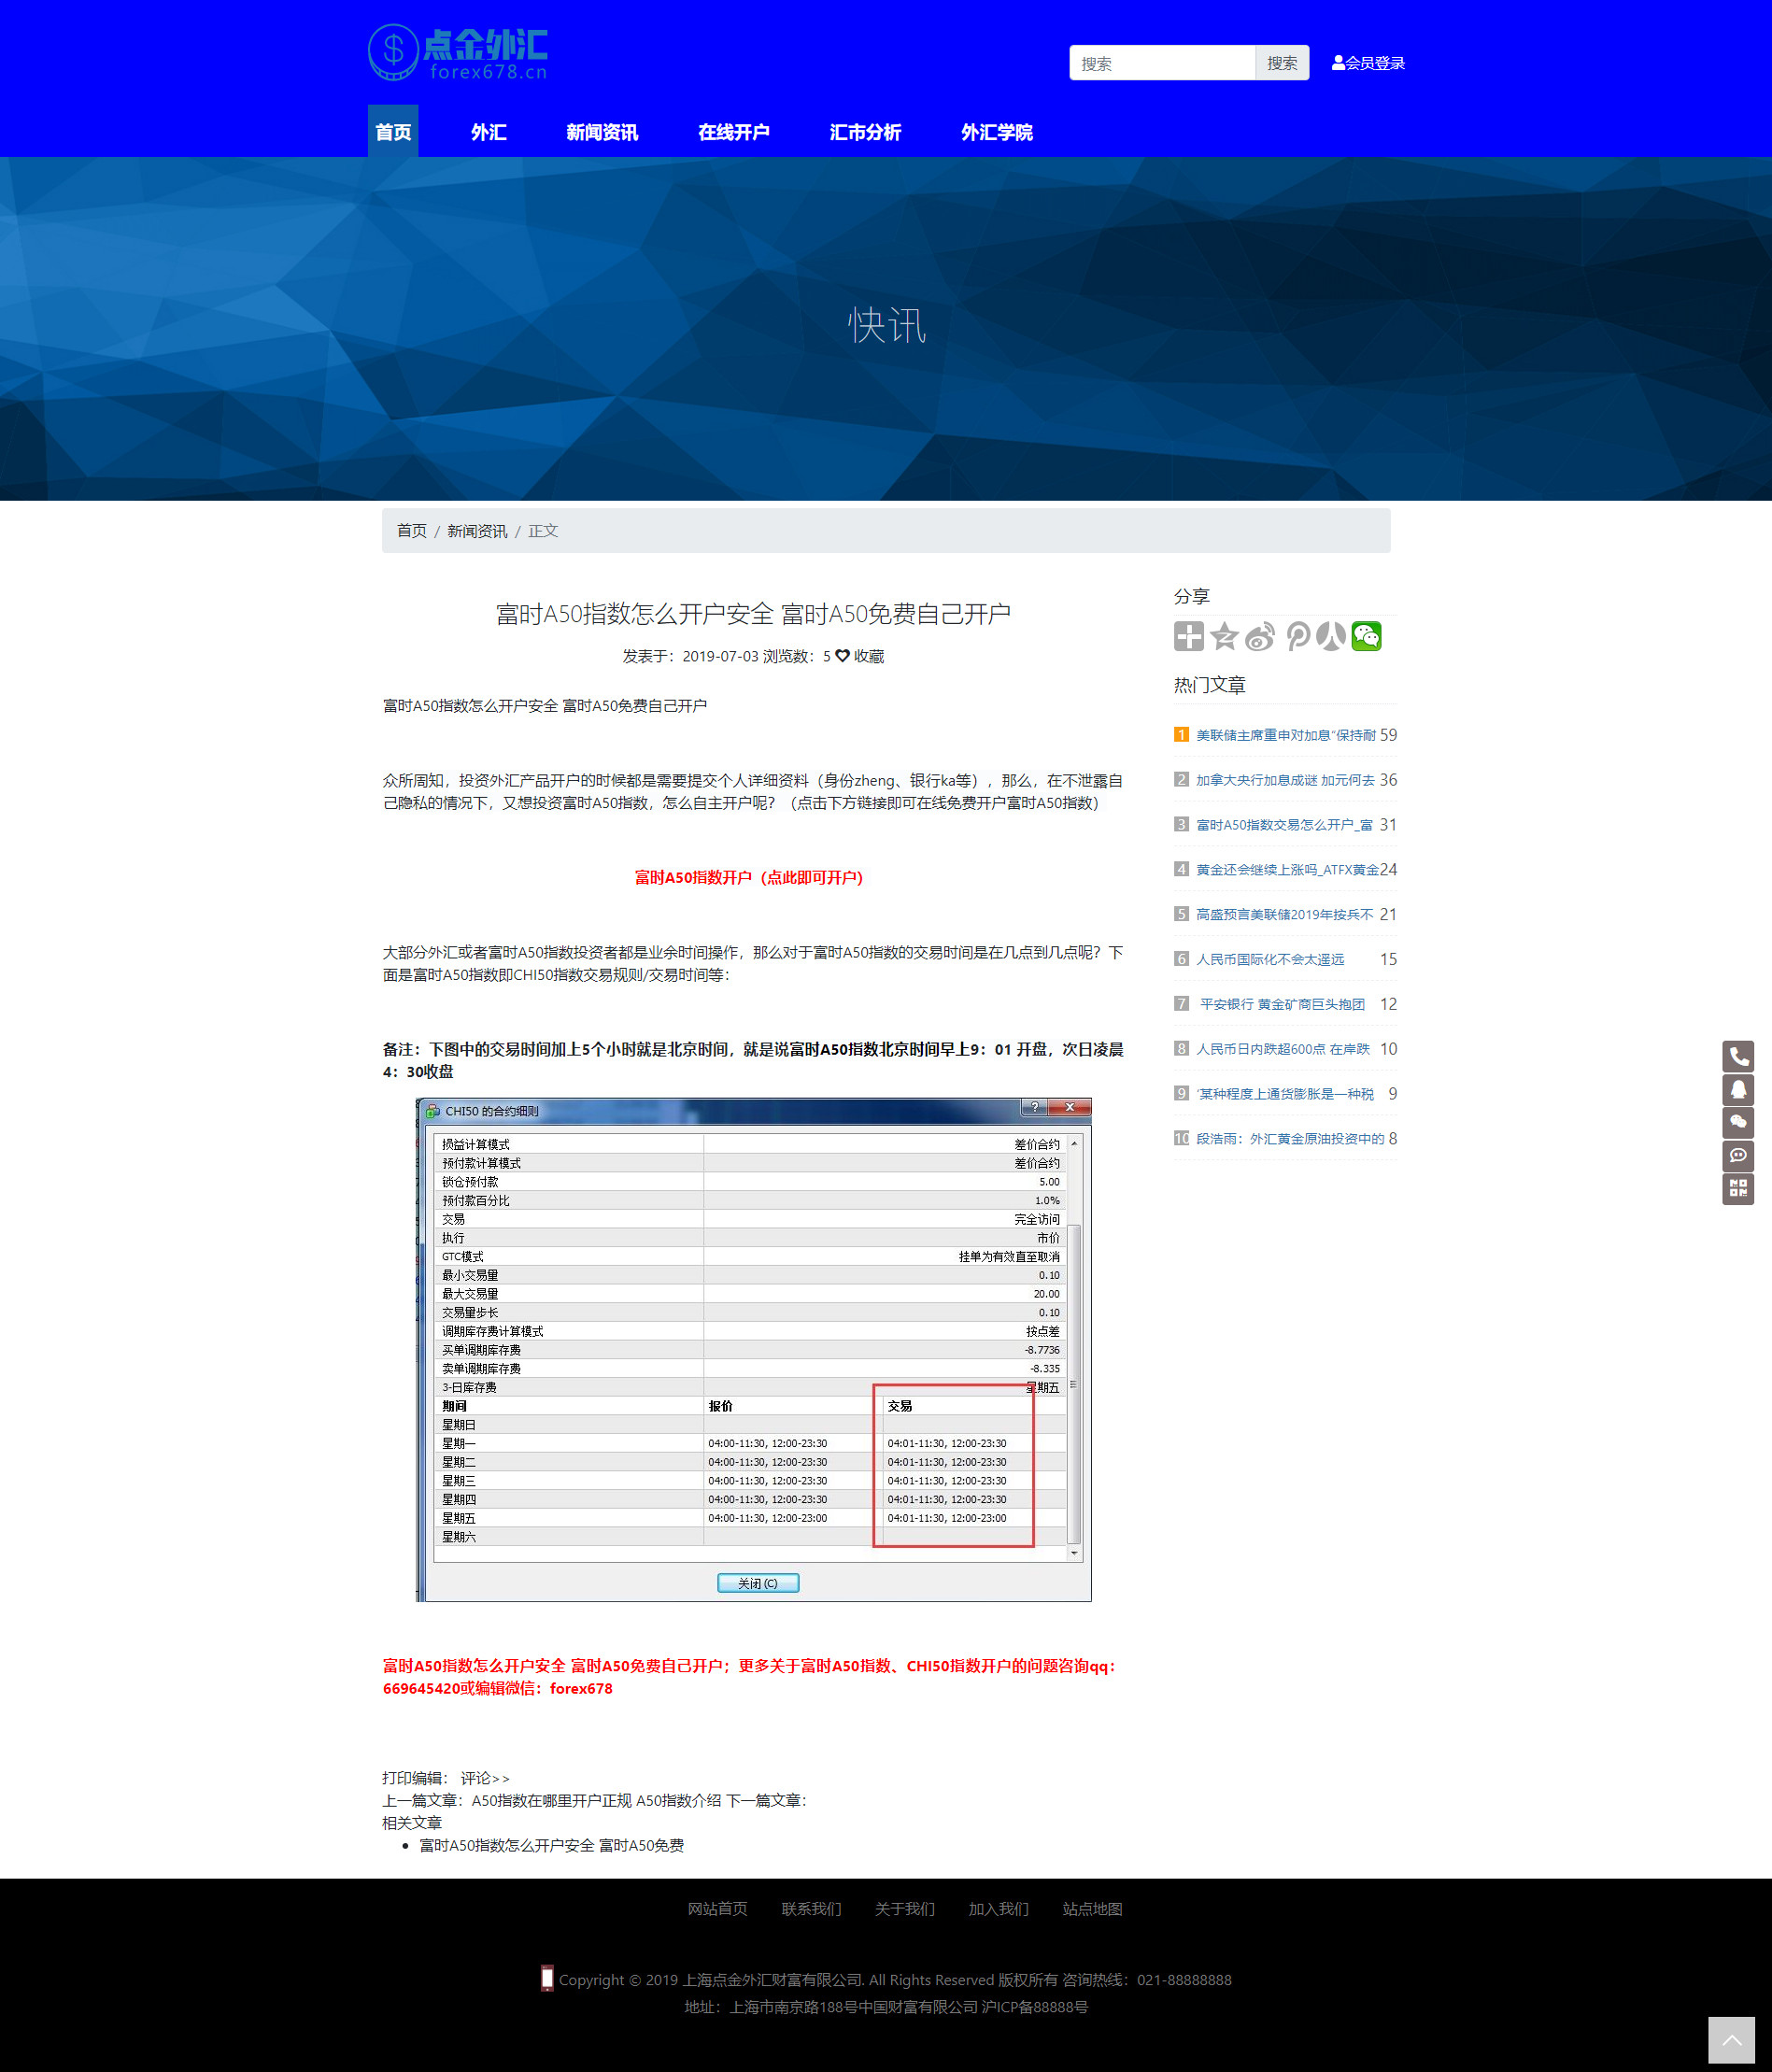 点金外汇
forex678.cn
搜索 搜索 会员登录
首页 外汇 新闻资讯 在线开户 汇市分析 外汇学院
快讯
首页 / 新闻资讯 / 正文
富时A50指数怎么开户安全 富时A50免费自己开户
发表于：2019-07-03 浏览数：5 收藏
富时A50指数怎么开户安全 富时A50免费自己开户
众所周知，投资外汇产品开户的时候都是需要提交个人详细资料（身份zheng、银行ka等），那么，在不泄露自
己隐私的情况下，又想投资富时A50指数，怎么自主开户呢？（点击下方链接即可在线免费开户富时A50指数）
富时A50指数开户（点此即可开户）
大部分外汇或者富时A50指数投资者都是业余时间操作，那么对于富时A50指数的交易时间是在几点到几点呢？下
面是富时A50指数即CHI50指数交易规则/交易时间等：
备注：下图中的交易时间加上5个小时就是北京时间，就是说富时A50指数北京时间早上9：01 开盘，次日凌晨
4：30收盘
CHI50 的合约细则
损益计算模式 差价合约
预付款计算模式 差价合约
锁仓预付款 5.00
预付款百分比 1.0%
交易 完全访问
执行 市价
GTC模式 挂单为有效直至取消
最小交易量 0.10
最大交易量 20.00
交易量步长 0.10
调期库存费计算模式 按点差
买单调期库存费 -8.7736
卖单调期库存费 -8.335
3-日库存费 星期五
期间 报价 交易
星期日
星期一 04:00-11:30, 12:00-23:30 04:01-11:30, 12:00-23:30
星期二 04:00-11:30, 12:00-23:30 04:01-11:30, 12:00-23:30
星期三 04:00-11:30, 12:00-23:30 04:01-11:30, 12:00-23:30
星期四 04:00-11:30, 12:00-23:30 04:01-11:30, 12:00-23:30
星期五 04:00-11:30, 12:00-23:00 04:01-11:30, 12:00-23:00
星期六
关闭 (C)
富时A50指数怎么开户安全 富时A50免费自己开户；更多关于富时A50指数、CHI50指数开户的问题咨询qq：
669645420或编辑微信：forex678
打印编辑： 评论>>
上一篇文章：A50指数在哪里开户正规 A50指数介绍 下一篇文章：
相关文章
富时A50指数怎么开户安全 富时A50免费
分享
热门文章
1 美联储主席重申对加息“保持耐 59
2 加拿大央行加息成谜 加元何去 36
3 富时A50指数交易怎么开户_富 31
4 黄金还会继续上涨吗_ATFX黄金 24
5 高盛预言美联储2019年按兵不 21
6 人民币国际化不会太遥远 15
7 平安银行 黄金矿商巨头抱团 12
8 人民币日内跌超600点 在岸跌 10
9 '某种程度上通货膨胀是一种税 9
10 段浩雨：外汇黄金原油投资中的 8
网站首页 联系我们 关于我们 加入我们 站点地图
Copyright © 2019 上海点金外汇财富有限公司. All Rights Reserved 版权所有 咨询热线：021-88888888
地址：上海市南京路188号中国财富有限公司 沪ICP备88888号